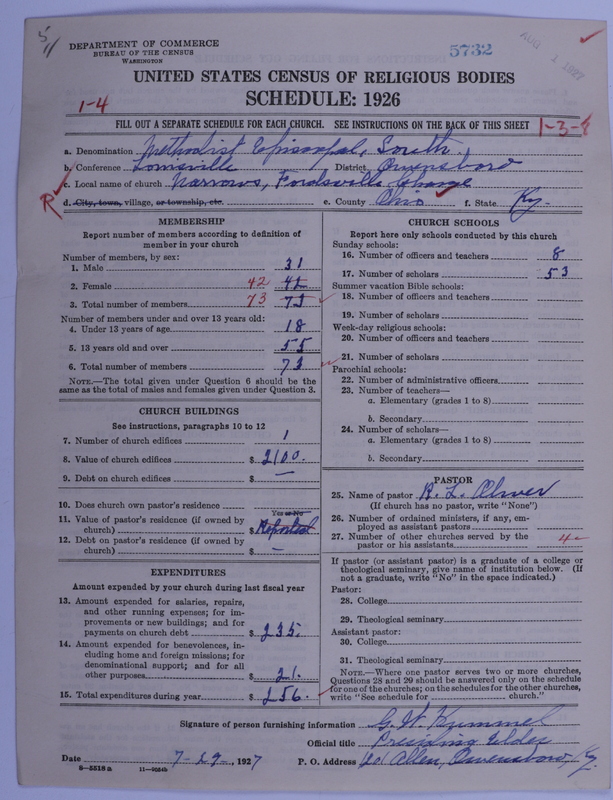 5/11
DEPARTMENT OF COMMERCE
BUREAU OF THE CENSUS
WASHINGTON
5732
UNITED STATES CENSUS OF RELIGIOUS BODIES
1-4
SCHEDULE: 1926
FILL OUT A SEPARATE SCHEDULE FOR EACH CHURCH. SEE INSTRUCTIONS ON THE BACK OF THIS SHEET
1-3-8
a. Denomination Methodist Episcopal, South
b. Conference Louisville District Owensboro
c. Local name of church Narrows, Fordsville Charge
R
d. City, town, village, or township, etc. e. County Ohio f. State Ky.
MEMBERSHIP
Report number of members according to definition of
member in your church
Number of members, by sex:
1. Male 31
2. Female 42 42
3. Total number of members 73 73
Number of members under and over 13 years old:
4. Under 13 years of age 18
5. 13 years old and over 55
6. Total number of members 73
NOTE.—The total given under Question 6 should be the
same as the total of males and females given under Question 3.
CHURCH BUILDINGS
See instructions, paragraphs 10 to 12
7. Number of church edifices 1
8. Value of church edifices $ 2100.
9. Debt on church edifices $ —
10. Does church own pastor's residence
Yes or No
11. Value of pastor's residence (if owned by
church) $ Reported
12. Debt on pastor's residence (if owned by
church) $ —
EXPENDITURES
Amount expended by your church during last fiscal year
13. Amount expended for salaries, repairs,
and other running expenses; for im-
provements or new buildings; and for
payments on church debt $ 235.
14. Amount expended for benevolences, in-
cluding home and foreign missions; for
denominational support; and for all
other purposes $ 21.
15. Total expenditures during year $ 256.
CHURCH SCHOOLS
Report here only schools conducted by this church
Sunday schools:
16. Number of officers and teachers 8
17. Number of scholars 53
Summer vacation Bible schools:
18. Number of officers and teachers
19. Number of scholars
Week-day religious schools:
20. Number of officers and teachers
21. Number of scholars
Parochial schools:
22. Number of administrative officers
23. Number of teachers—
a. Elementary (grades 1 to 8)
b. Secondary
24. Number of scholars—
a. Elementary (grades 1 to 8)
b. Secondary
PASTOR
25. Name of pastor B. L. Oliver
(If church has no pastor, write "None")
26. Number of ordained ministers, if any, em-
ployed as assistant pastors
27. Number of other churches served by the
pastor or his assistants 4
If pastor (or assistant pastor) is a graduate of a college or
theological seminary, give name of institution below. (If
not a graduate, write "No" in the space indicated.)
Pastor:
28. College
29. Theological seminary
Assistant pastor:
30. College
31. Theological seminary
NOTE.—Where one pastor serves two or more churches,
Questions 28 and 29 should be answered only on the schedule
for one of the churches; on the schedules for the other churches,
write "See schedule for church."
Signature of person furnishing information G. W. Hummel
Official title Presiding Elder
Date 7-29, 1927 P. O. Address Allen, Owensboro, Ky.
8—5518 a